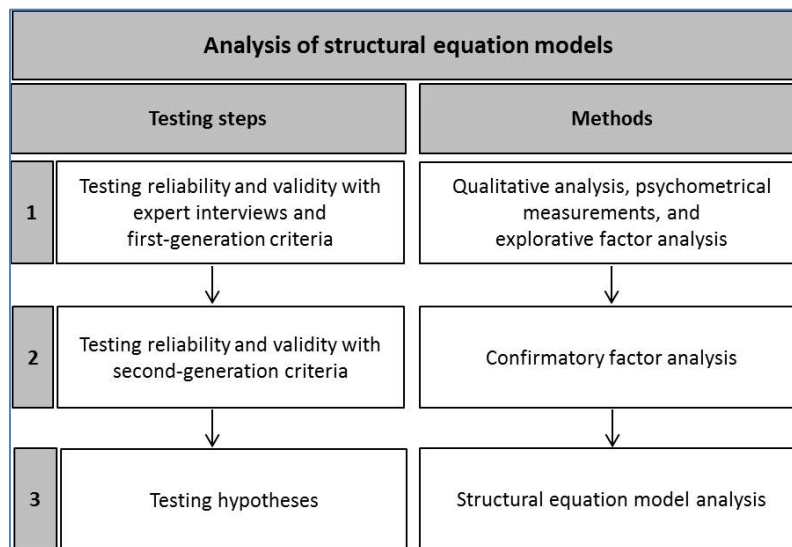 Analysis of structural equation models
Testing steps
Methods
1
Testing reliability and validity with
expert interviews and
first-generation criteria
Qualitative analysis, psychometrical
measurements, and
explorative factor analysis
2
Testing reliability and validity with
second-generation criteria
Confirmatory factor analysis
3
Testing hypotheses
Structural equation model analysis